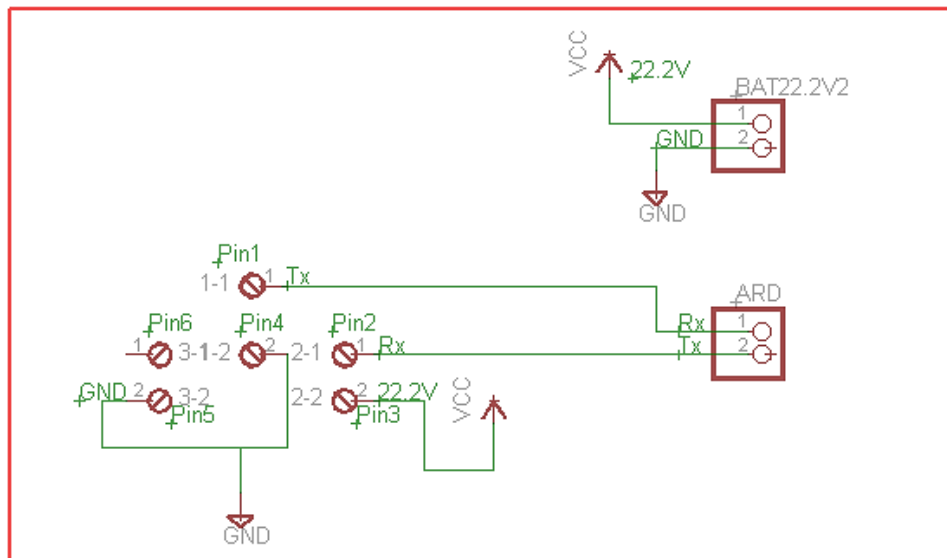 VCC
22.2V
BAT22.2V2
1
GND
2
GND
Pin1
1-1
1
Tx
ARD
Pin6
Pin4
Pin2
1
Rx
1
3-1
1-2
2
2-1
1
Rx
Tx
2
GND
2
3-2
2-2
2
22.2V
VCC
Pin5
Pin3
GND